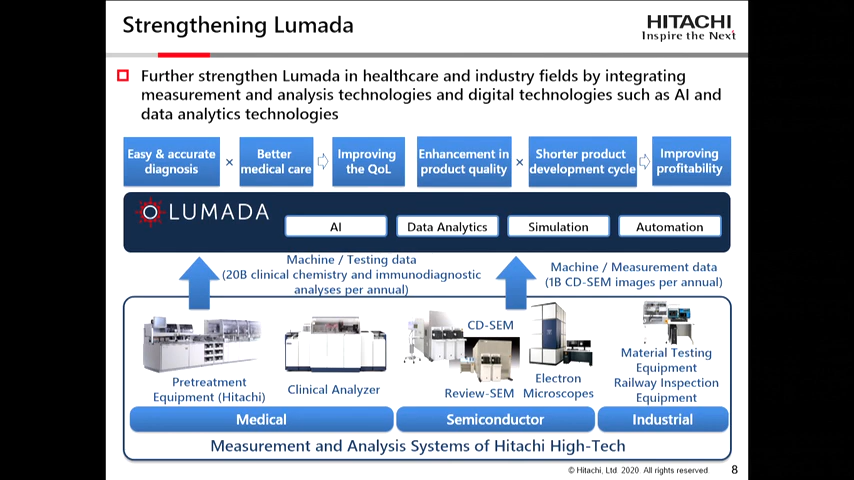 Strengthening Lumada
HITACHI
Inspire the Next
Further strengthen Lumada in healthcare and industry fields by integrating
measurement and analysis technologies and digital technologies such as AI and
data analytics technologies
Easy & accurate
diagnosis
×
Better
medical care
Improving
the QoL
Enhancement in
product quality
×
Shorter product
development cycle
Improving
profitability
LUMADA
AI
Data Analytics
Simulation
Automation
Machine / Testing data
(20B clinical chemistry and immunodiagnostic
analyses per annual)
Machine / Measurement data
(1B CD-SEM images per annual)
Pretreatment
Equipment (Hitachi)
Clinical Analyzer
CD-SEM
Review-SEM
Electron
Microscopes
Material Testing
Equipment
Railway Inspection
Equipment
Medical
Semiconductor
Industrial
Measurement and Analysis Systems of Hitachi High-Tech
© Hitachi, Ltd. 2020. All rights reserved
8